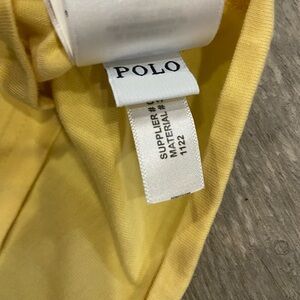 POLO
SUPPLIER #
MATERIAL #
1122